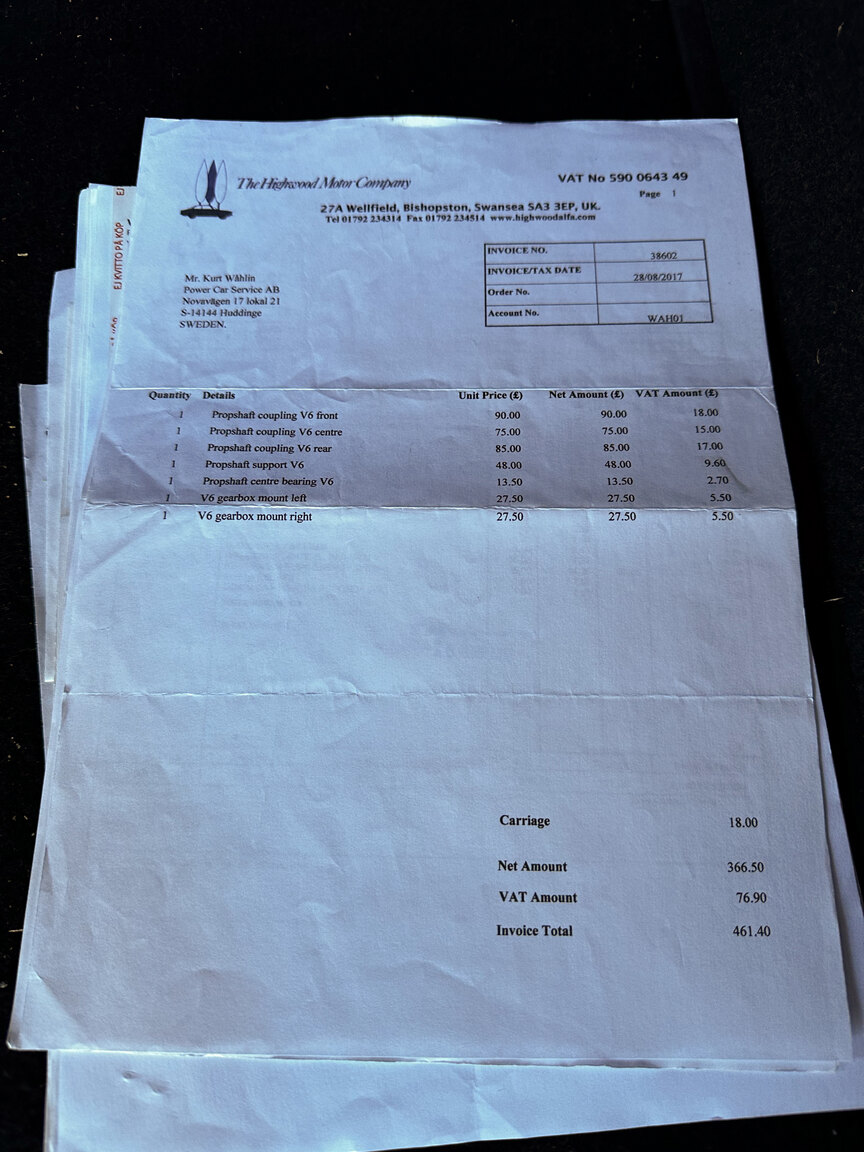 The Highwood Motor Company
VAT No 590 0643 49
Page 1
27A Wellfield, Bishopston, Swansea SA3 3EP, UK.
Tel 01792 234314 Fax 01792 234514 www.highwoodalfa.com
INVOICE NO. 38602
INVOICE/TAX DATE 28/08/2017
Order No.
Account No. WAH01
Mr. Kurt Wåhlin
Power Car Service AB
Novavägen 17 lokal 21
S-14144 Huddinge
SWEDEN.
Quantity Details Unit Price (£) Net Amount (£) VAT Amount (£)
1 Propshaft coupling V6 front 90.00 90.00 18.00
1 Propshaft coupling V6 centre 75.00 75.00 15.00
1 Propshaft coupling V6 rear 85.00 85.00 17.00
1 Propshaft support V6 48.00 48.00 9.60
1 Propshaft centre bearing V6 13.50 13.50 2.70
1 V6 gearbox mount left 27.50 27.50 5.50
1 V6 gearbox mount right 27.50 27.50 5.50
Carriage 18.00
Net Amount 366.50
VAT Amount 76.90
Invoice Total 461.40
EJ KVITTO PÅ KÖP
EJ